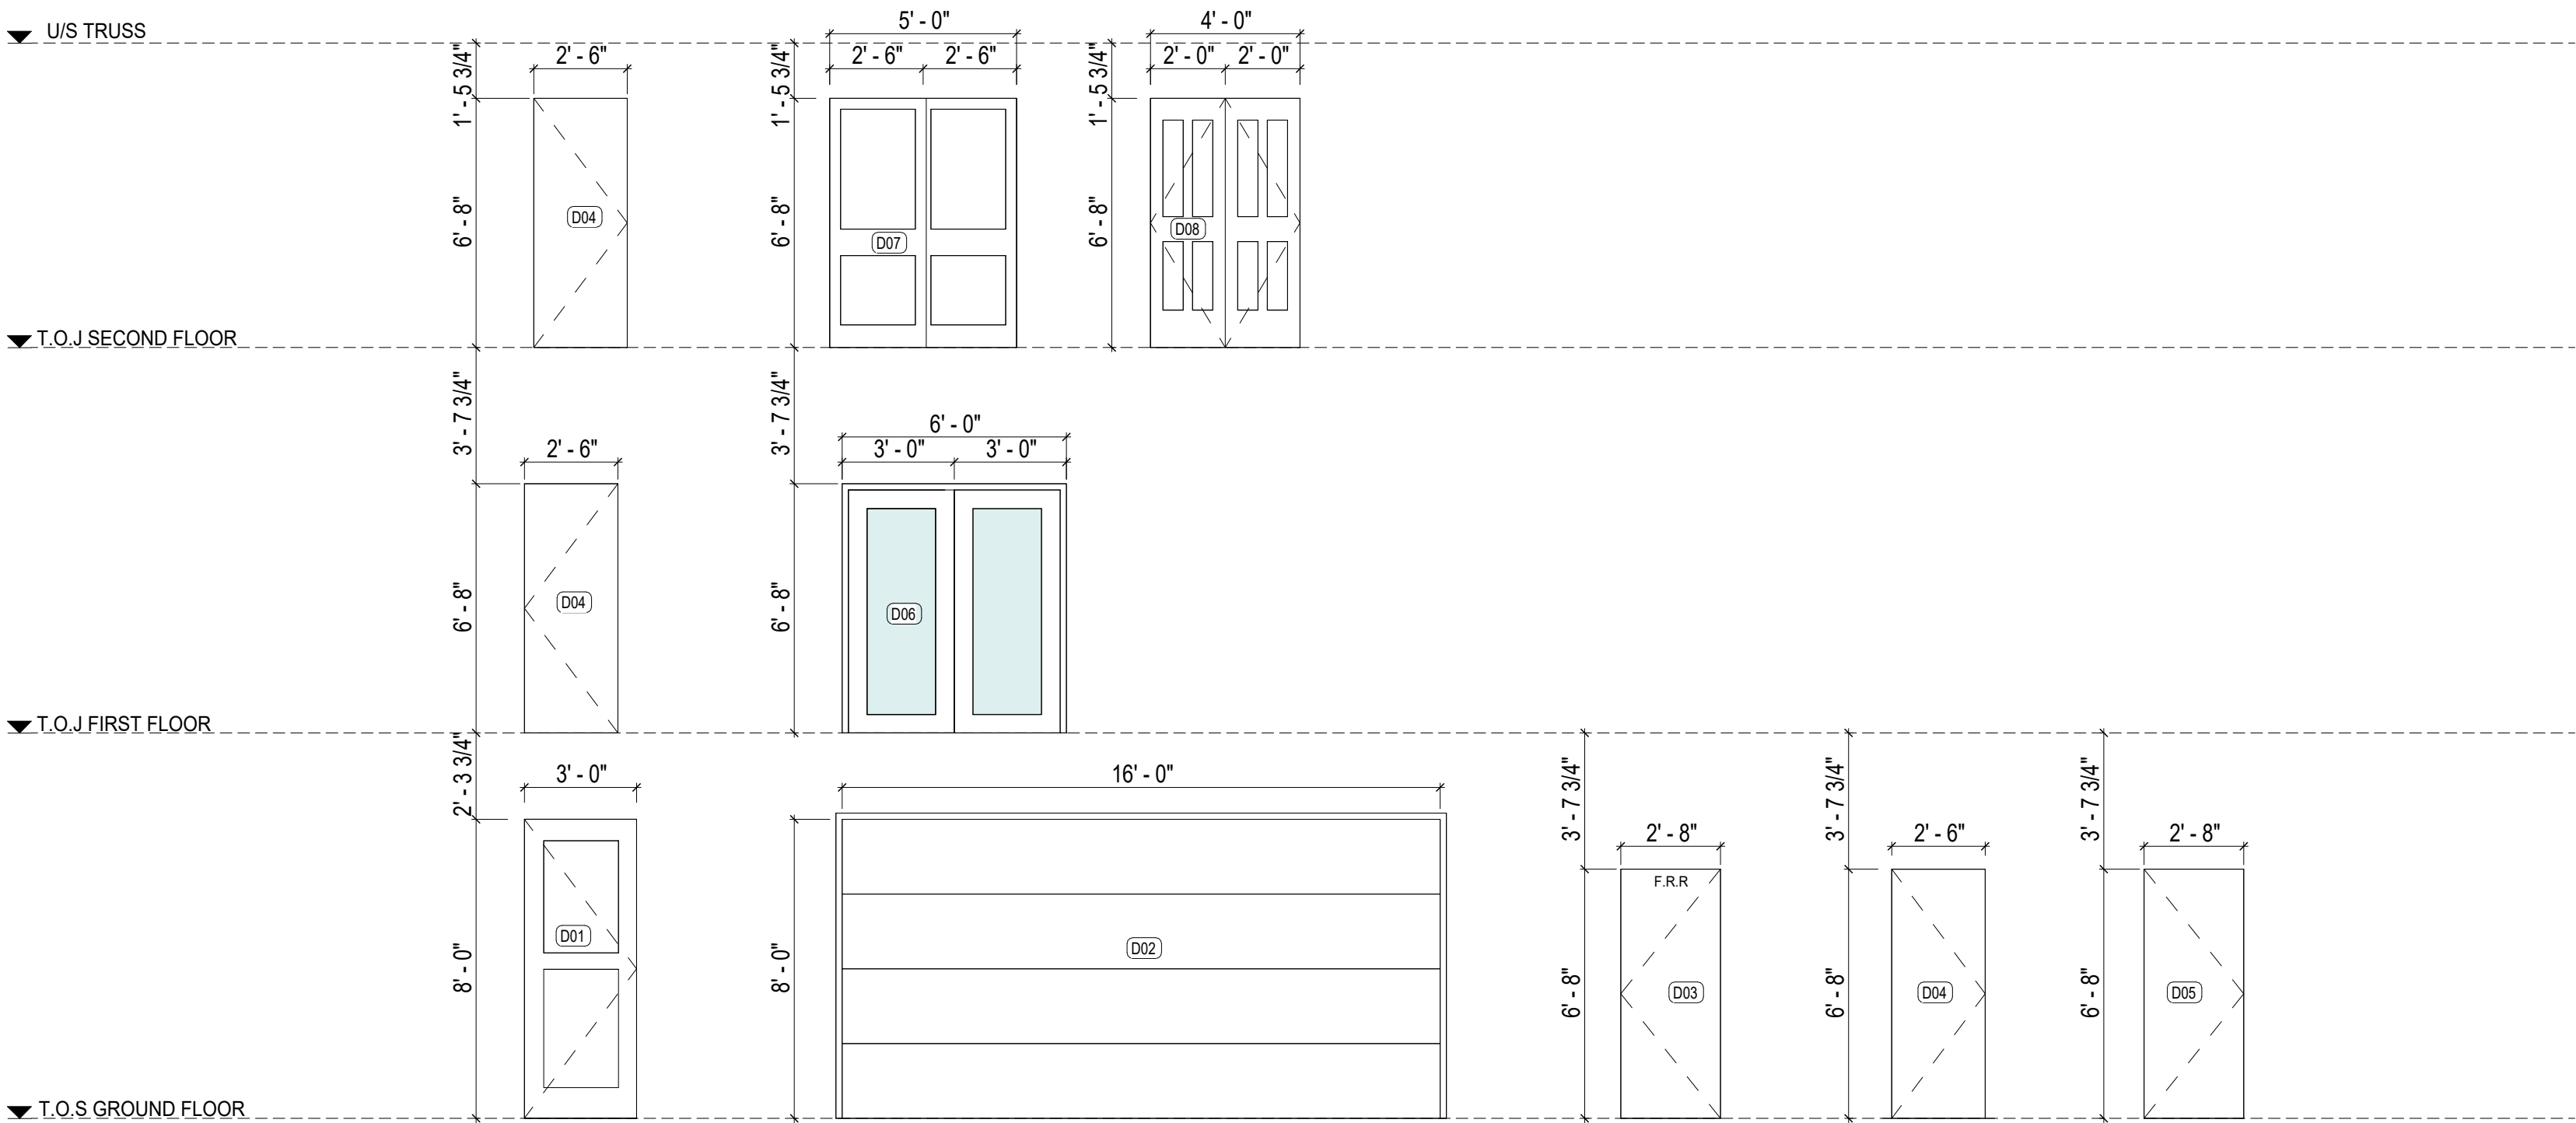 U/S TRUSS
5' - 0"
4' - 0"
2' - 6"
2' - 6"
2' - 6"
2' - 0"
2' - 0"
1' - 5 3/4"
1' - 5 3/4"
1' - 5 3/4"
6' - 8"
D04
6' - 8"
D07
6' - 8"
D08
T.O.J SECOND FLOOR
3' - 7 3/4"
3' - 7 3/4"
6' - 0"
2' - 6"
3' - 0"
3' - 0"
6' - 8"
D04
6' - 8"
D06
T.O.J FIRST FLOOR
2' - 3 3/4"
3' - 0"
16' - 0"
3' - 7 3/4"
3' - 7 3/4"
3' - 7 3/4"
2' - 8"
2' - 6"
2' - 8"
F.R.R
8' - 0"
D01
8' - 0"
D02
6' - 8"
D03
6' - 8"
D04
6' - 8"
D05
T.O.S GROUND FLOOR